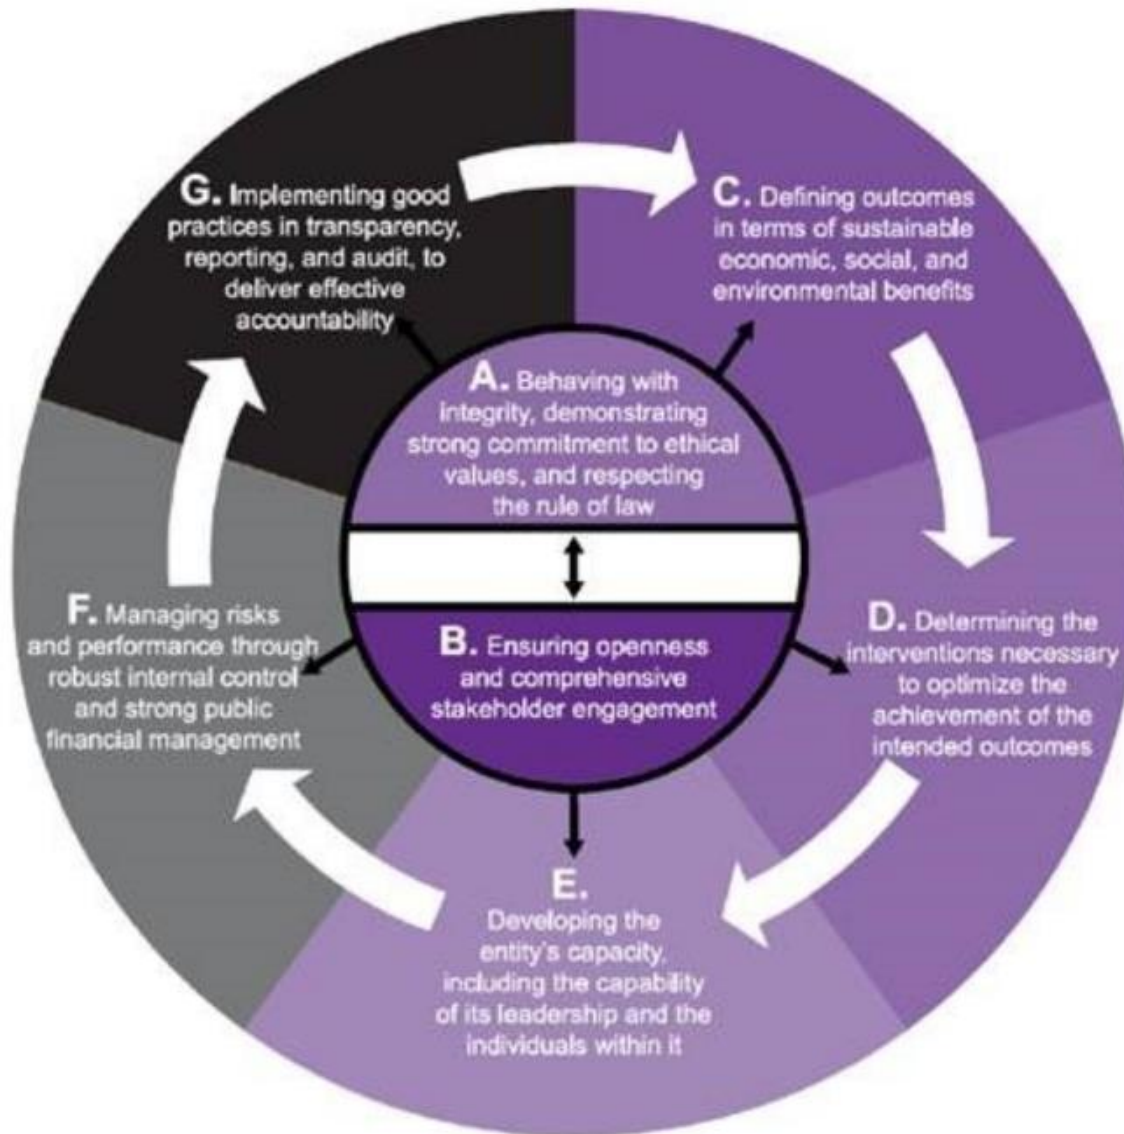 G. Implementing good
practices in transparency,
reporting, and audit, to
deliver effective
accountability
C. Defining outcomes
in terms of sustainable
economic, social, and
environmental benefits
A. Behaving with
integrity, demonstrating
strong commitment to ethical
values, and respecting
the rule of law
F. Managing risks
and performance through
robust internal control
and strong public
financial management
B. Ensuring openness
and comprehensive
stakeholder engagement
D. Determining the
interventions necessary
to optimize the
achievement of the
intended outcomes
E.
Developing the
entity's capacity,
including the capability
of its leadership and the
individuals within it